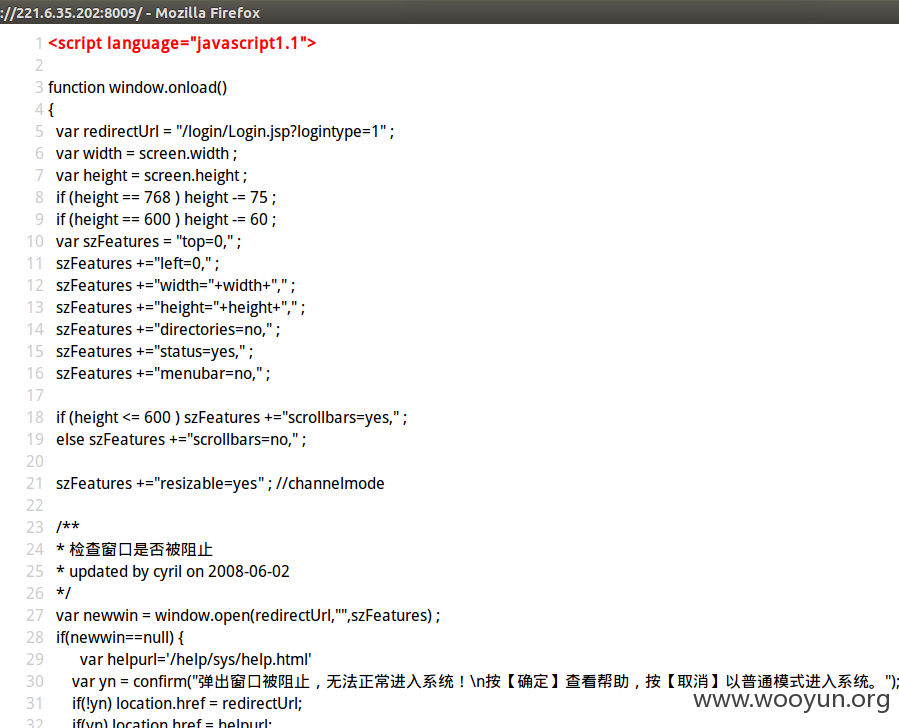 ://221.6.35.202:8009/ - Mozilla Firefox
1 <script language="javascript1.1">
2
3 function window.onload()
4 {
5 var redirectUrl = "/login/Login.jsp?logintype=1" ;
6 var width = screen.width ;
7 var height = screen.height ;
8 if (height == 768 ) height -= 75 ;
9 if (height == 600 ) height -= 60 ;
10 var szFeatures = "top=0," ;
11 szFeatures +="left=0," ;
12 szFeatures +="width="+width+"," ;
13 szFeatures +="height="+height+"," ;
14 szFeatures +="directories=no," ;
15 szFeatures +="status=yes," ;
16 szFeatures +="menubar=no," ;
17
18 if (height <= 600 ) szFeatures +="scrollbars=yes," ;
19 else szFeatures +="scrollbars=no," ;
20
21 szFeatures +="resizable=yes" ; //channelmode
22
23 /**
24 * 检查窗口是否被阻止
25 * updated by cyril on 2008-06-02
26 */
27 var newwin = window.open(redirectUrl,"",szFeatures) ;
28 if(newwin==null) {
29 var helpurl='/help/sys/help.html'
30 var yn = confirm("弹出窗口被阻止，无法正常进入系统！\n按【确定】查看帮助，按【取消】以普通模式进入系统。");
31 if(!yn) location.href = redirectUrl;
32 if(yn) location.href = helpurl;
www.wooyun.org